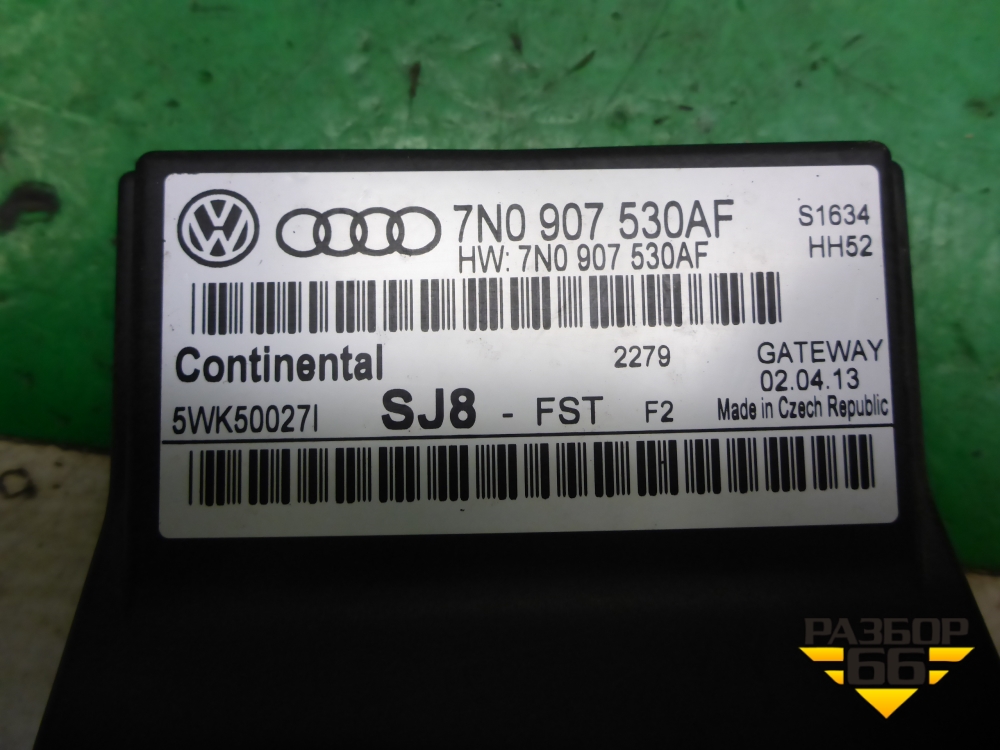 7N0 907 530AF
S1634
HW: 7N0 907 530AF
HH52
Continental
2279
GATEWAY
02.04.13
5WK50027I
SJ8 - FST F2
Made in Czech Republic
РАЗБОР
66